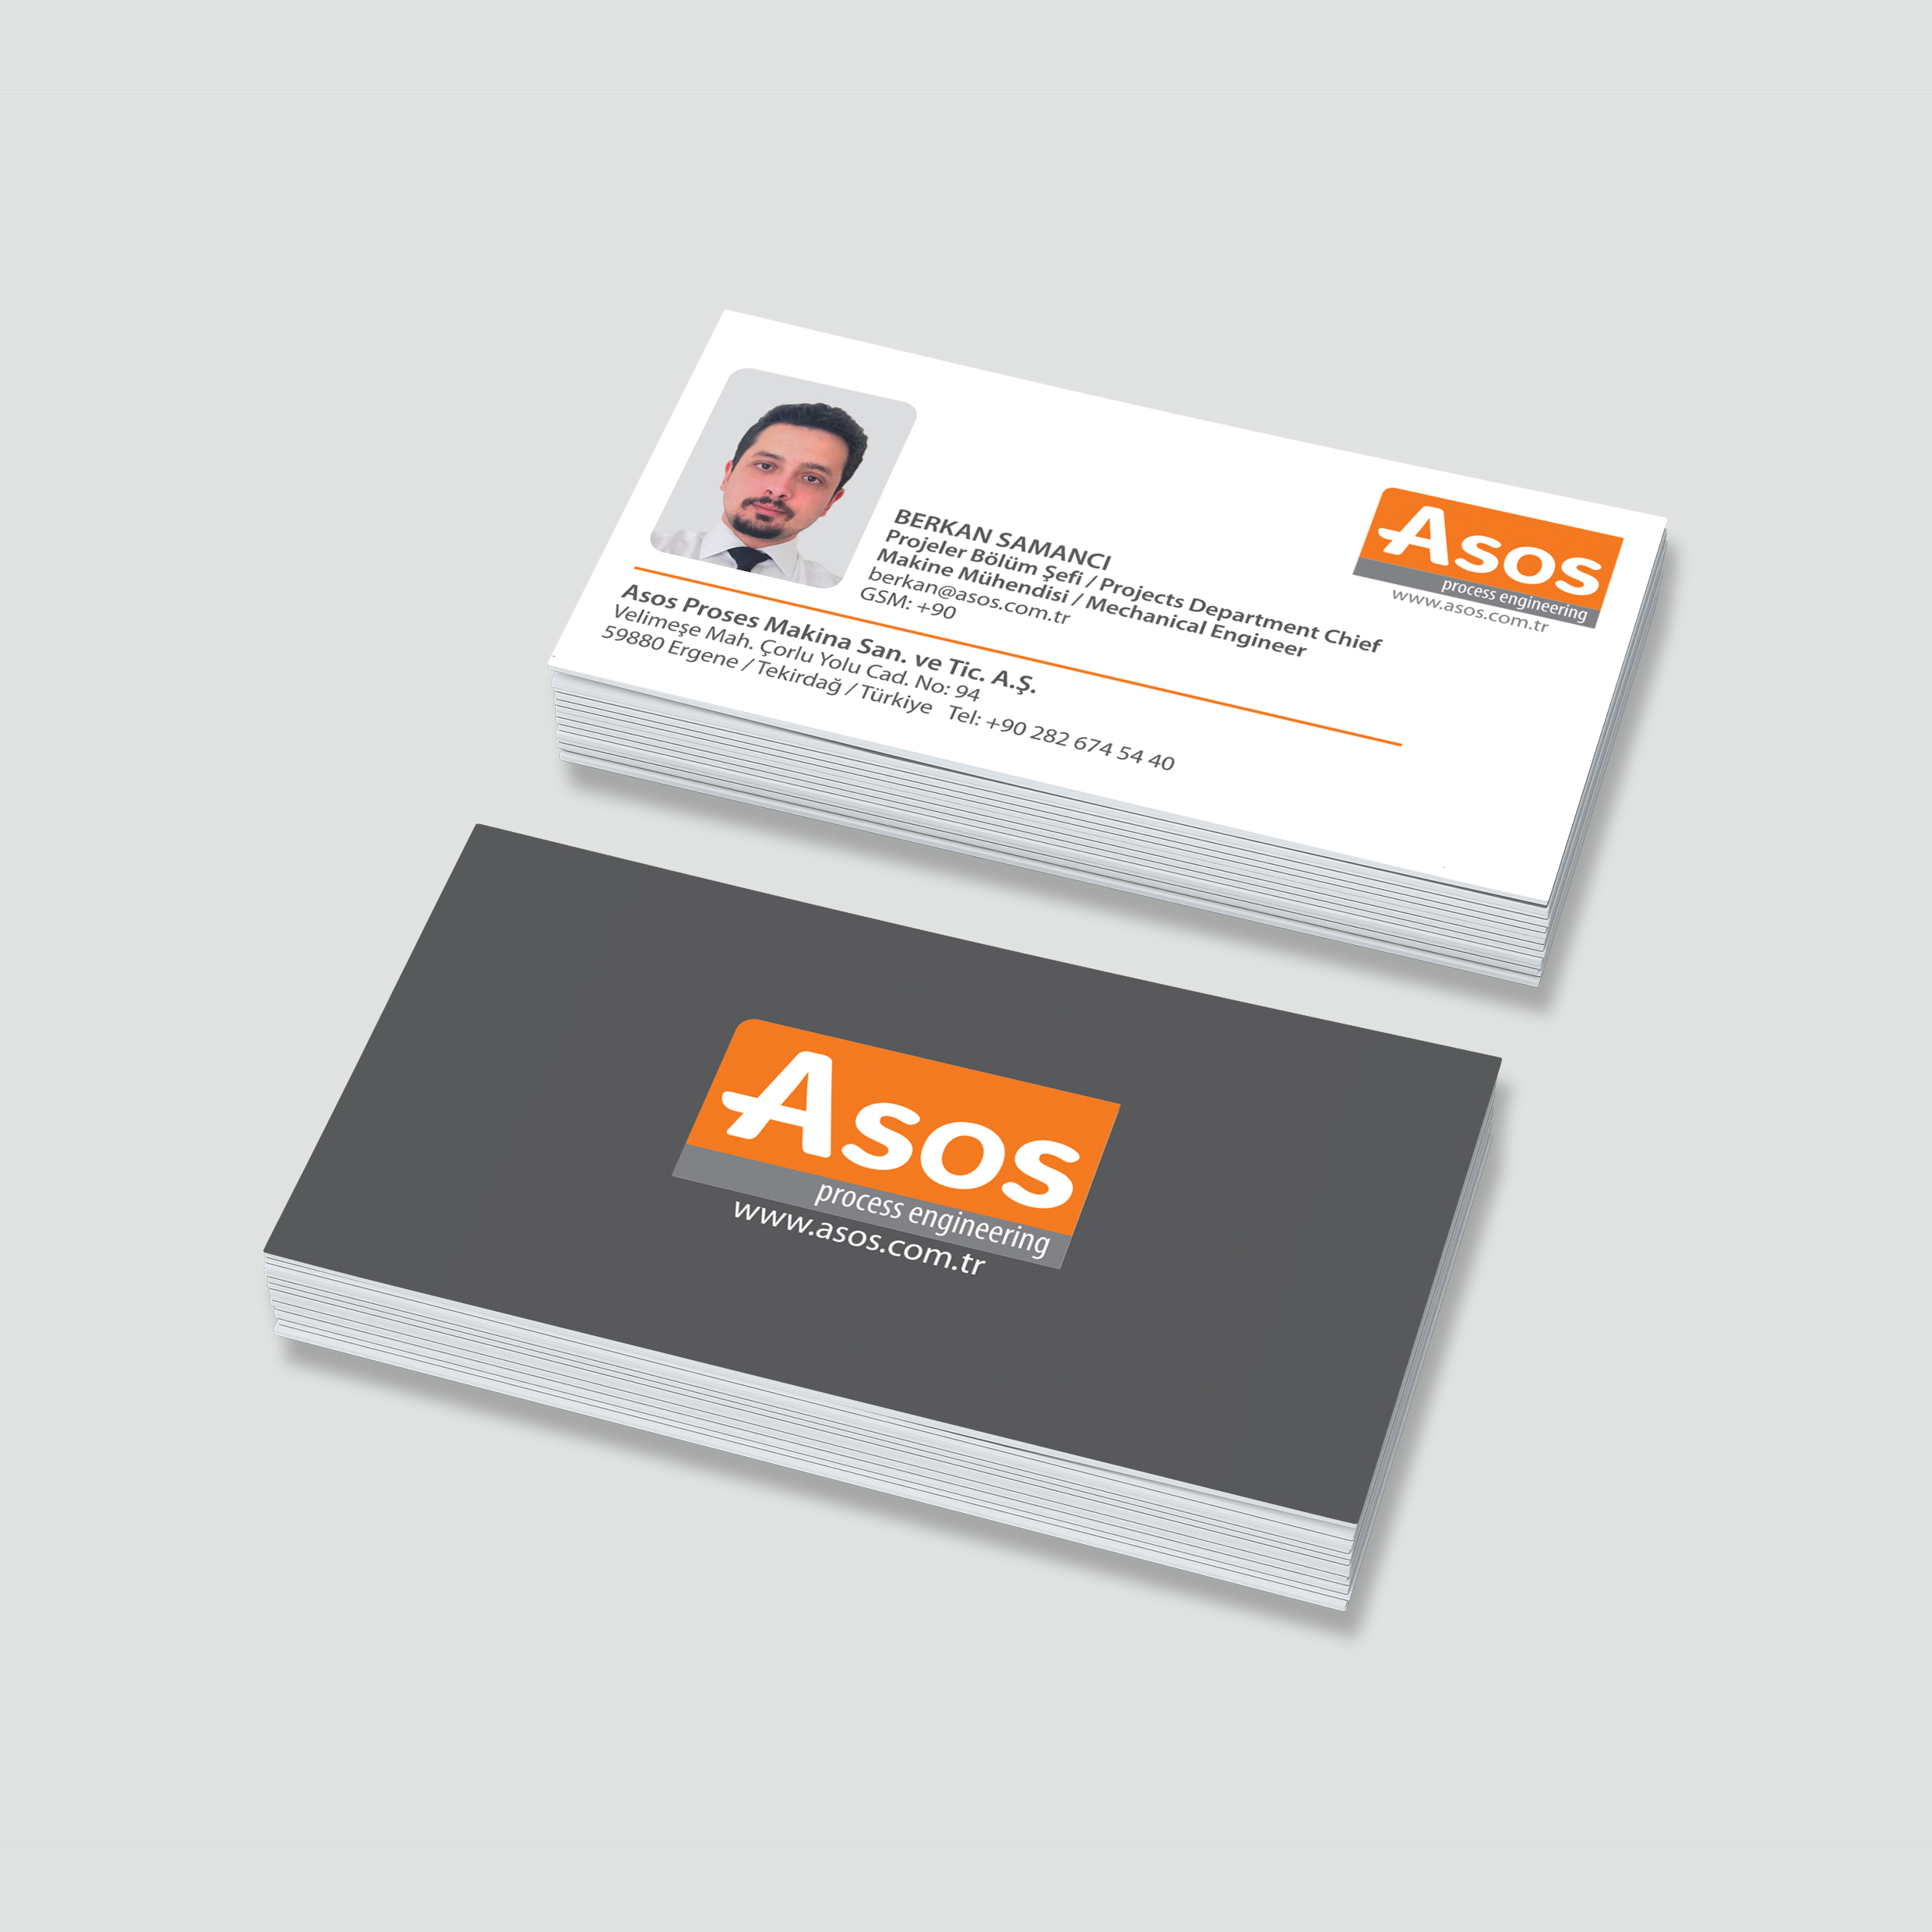 BERKAN SAMANCI
Projeler Bölüm Şefi / Projects Department Chief
Makine Mühendisi / Mechanical Engineer
berkan@asos.com.tr
GSM: +90
Asos
process engineering
www.asos.com.tr
Asos Proses Makina San. ve Tic. A.Ş.
Velimeşe Mah. Çorlu Yolu Cad. No: 94
59880 Ergene / Tekirdağ / Türkiye   Tel: +90 282 674 54 40
Asos
process engineering
www.asos.com.tr